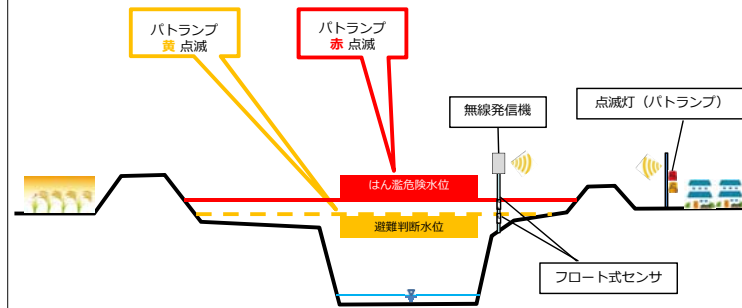 パトランプ
黄 点滅
パトランプ
赤 点滅
無線発信機
点滅灯（パトランプ）
はん濫危険水位
避難判断水位
フロート式センサ